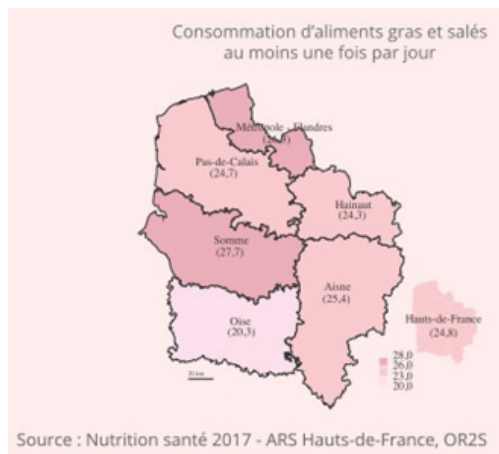 Consommation d'aliments gras et salés
au moins une fois par jour
Métropole - Flandres
Pas-de-Calais
(24,7)
Hainaut
(24,3)
Somme
(27,7)
Aisne
(25,4)
Oise
(20,3)
Hauts-de-France
(24,8)
28,0
26,0
23,0
20,0
Source : Nutrition santé 2017 - ARS Hauts-de-France, OR2S